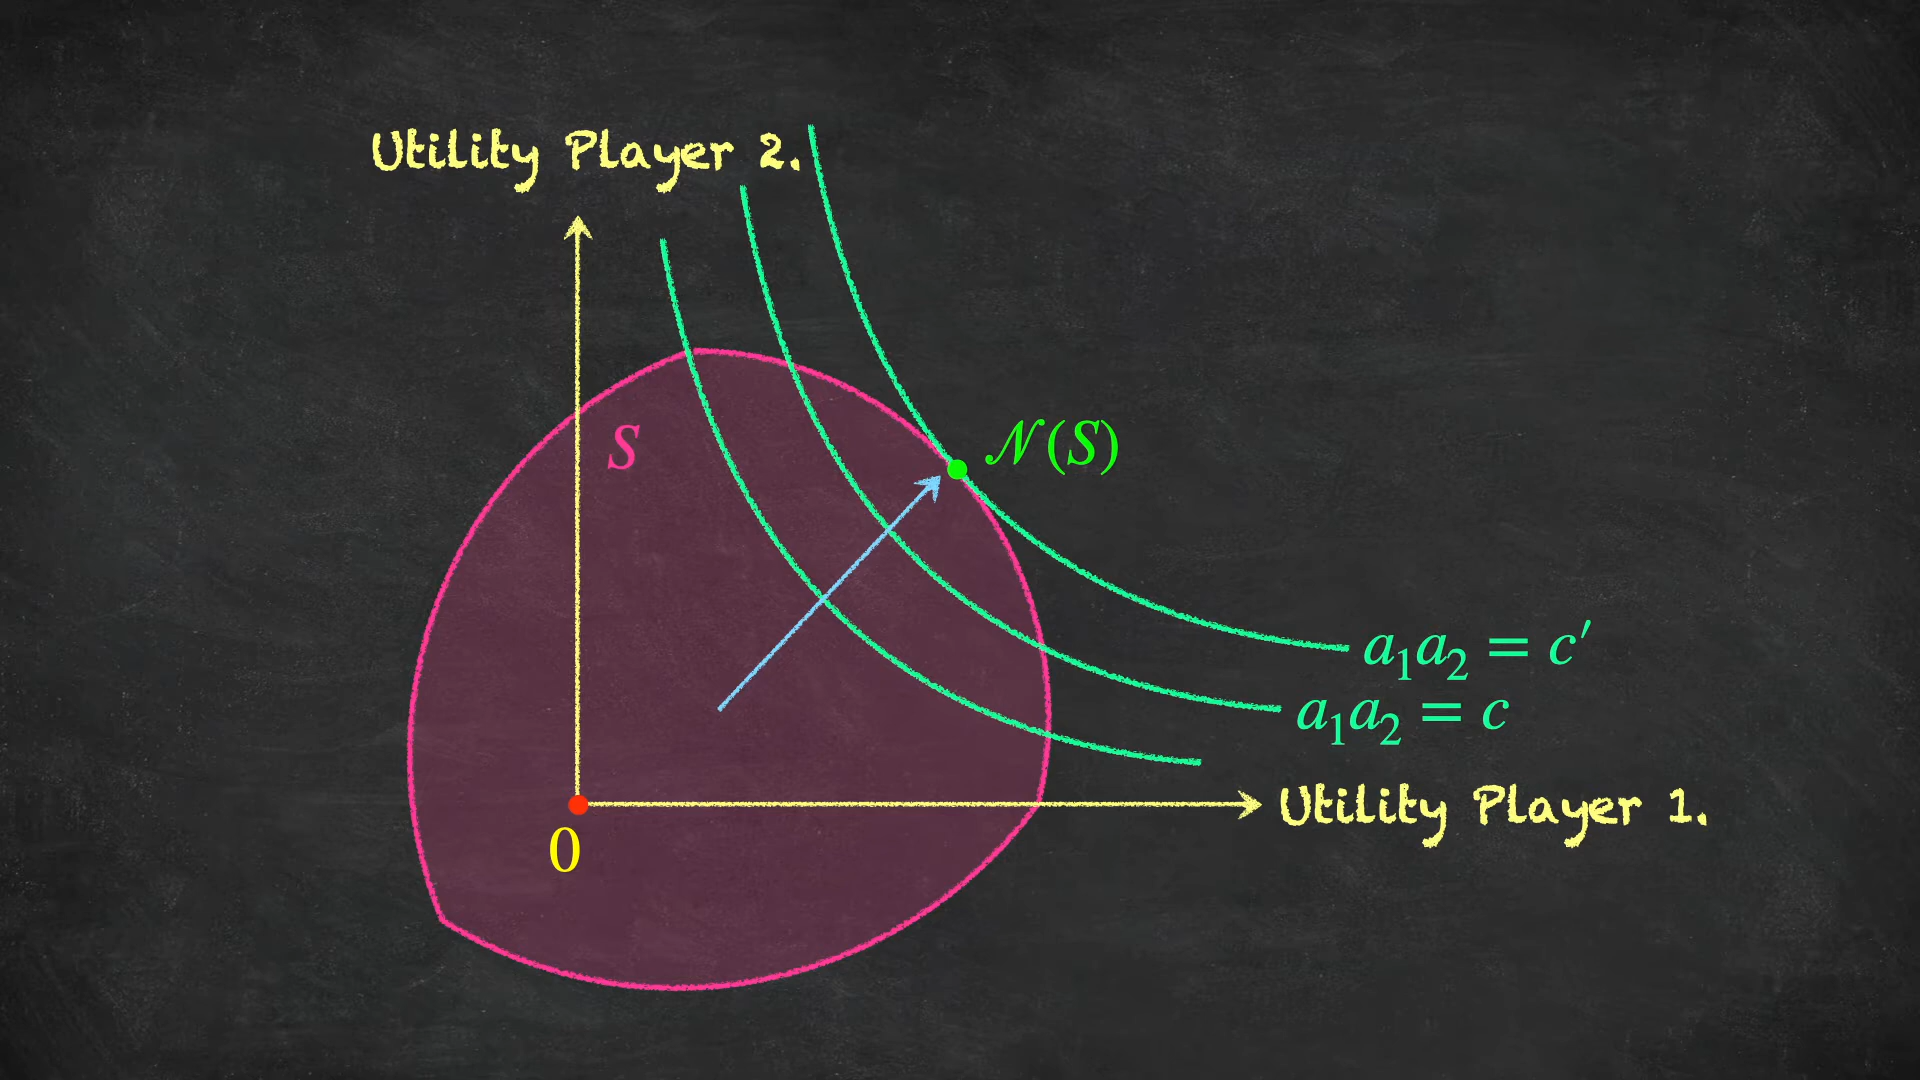 Utility Player 2.
S
𝒩(S)
a₁a₂ = c′
a₁a₂ = c
Utility Player 1.
0